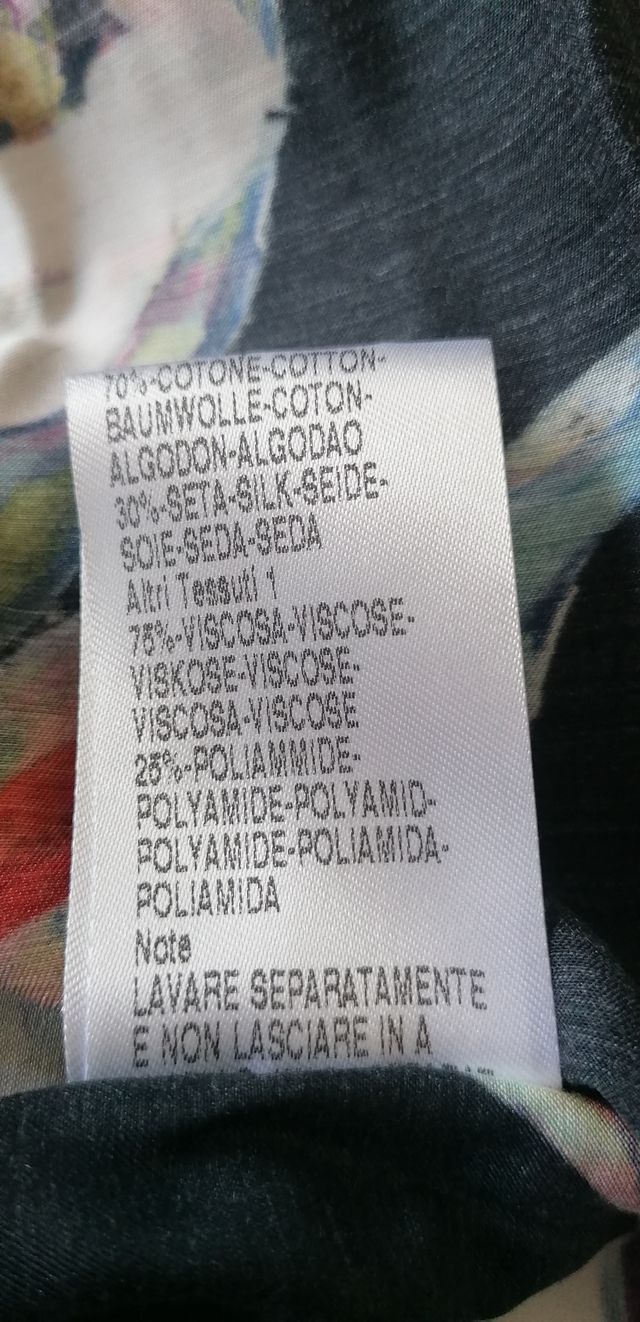 70%-COTONE-COTTON-
BAUMWOLLE-COTON-
ALGODON-ALGODAO
30%-SETA-SILK-SEIDE-
SOIE-SEDA-SEDA
Altri Tessuti 1
75%-VISCOSA-VISCOSE-
VISKOSE-VISCOSE-
VISCOSA-VISCOSE
25%-POLIAMMIDE-
POLYAMIDE-POLYAMID-
POLYAMIDE-POLIAMIDA-
POLIAMIDA
Note
LAVARE SEPARATAMENTE
E NON LASCIARE IN A